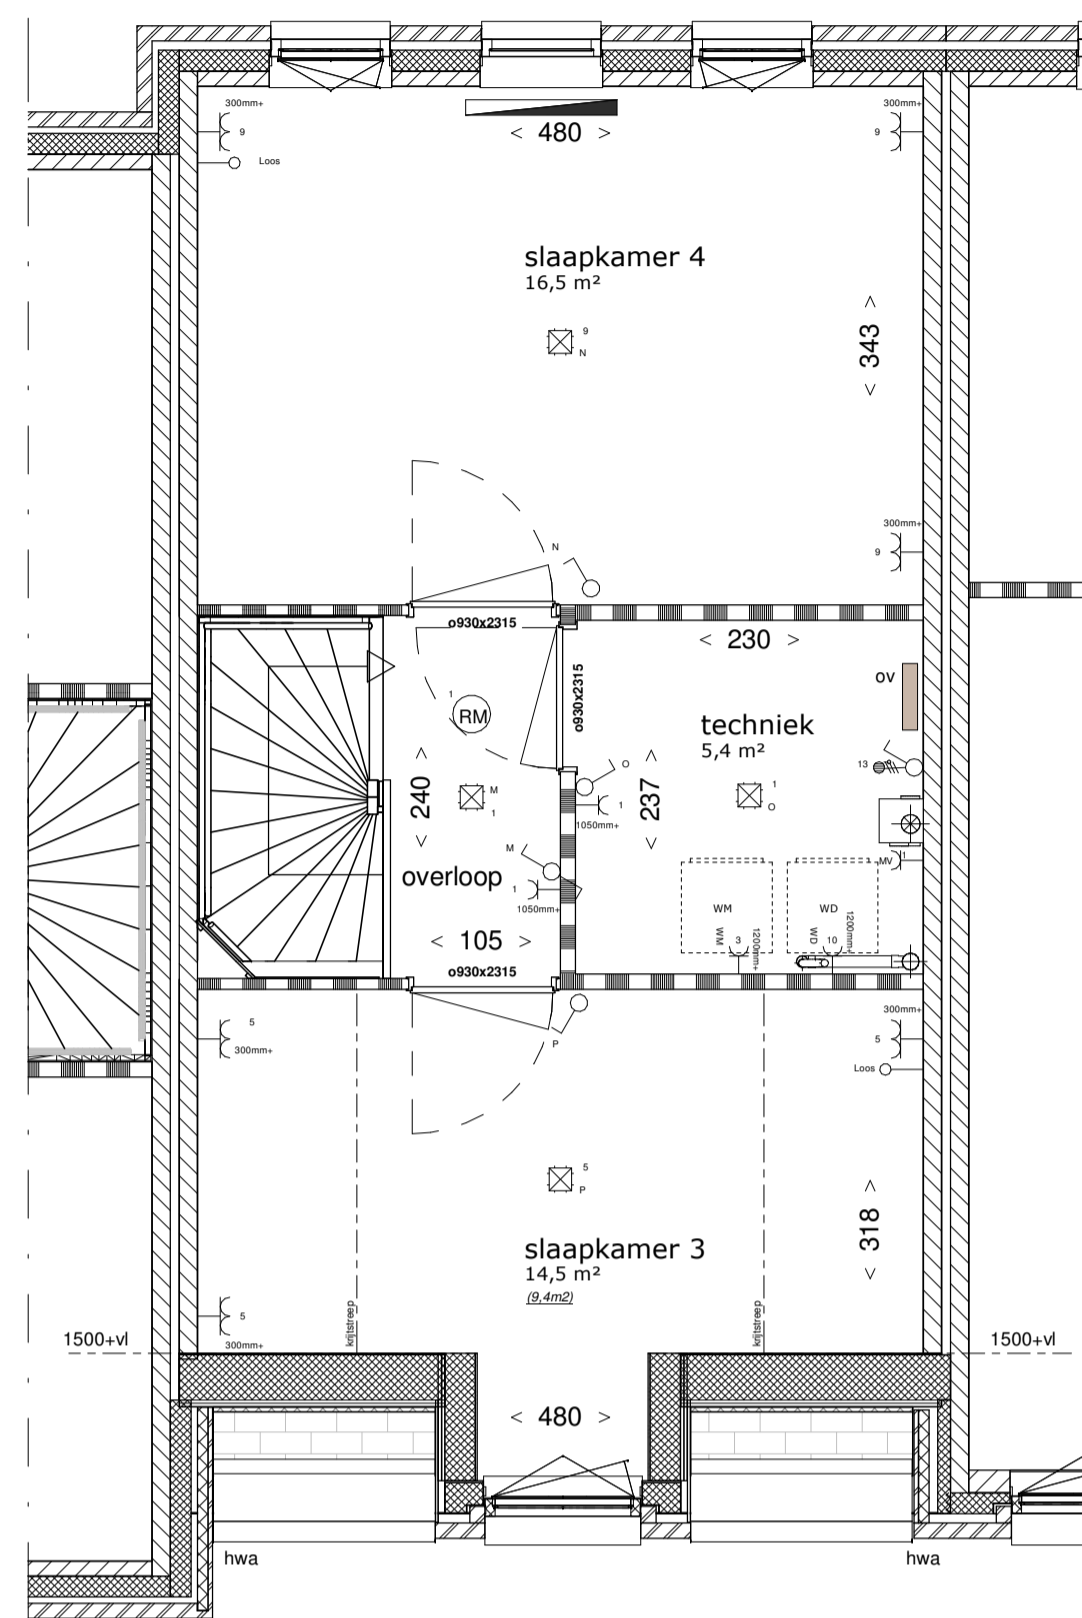 300mm+
9
Loos
< 480 >
300mm+
9
slaapkamer 4
16,5 m²
9
N
< 343 >
300mm+
9
N
o930x2315
o930x2315
< 230 >
ov
techniek
5,4 m²
1
RM
13
O
1
O
M
1
< 240 >
< 237 >
1
1050mm+
M
overloop
1
1050mm+
MV
1
WM
WD
WM
3
1200mm+
WD
10
1200mm+
< 105 >
o930x2315
5
300mm+
P
300mm+
5
Loos
5
P
slaapkamer 3
14,5 m²
(9,4m2)
< 318 >
5
300mm+
krijtstreep
krijtstreep
1500+vl
1500+vl
< 480 >
hwa
hwa